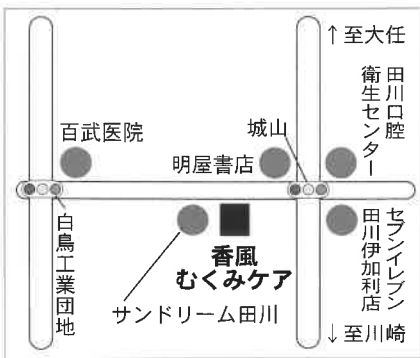 ↑至大任
田川口腔
衛生センター
百武医院
城山
明屋書店
白鳥工業団地
香風
むくみケア
サンドリーム田川
セブンイレブン
田川伊加利店
↓至川崎